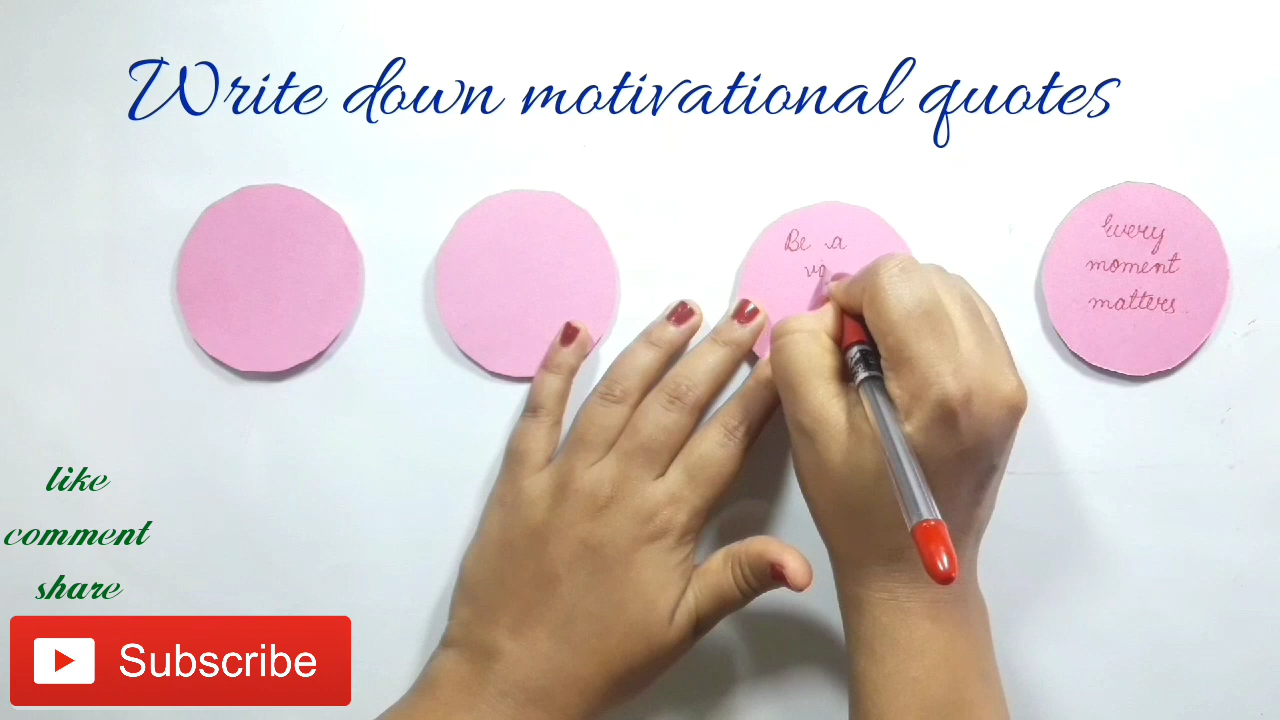 Write down motivational quotes
Be a
Every
moment
matters.
like
comment
share
Subscribe